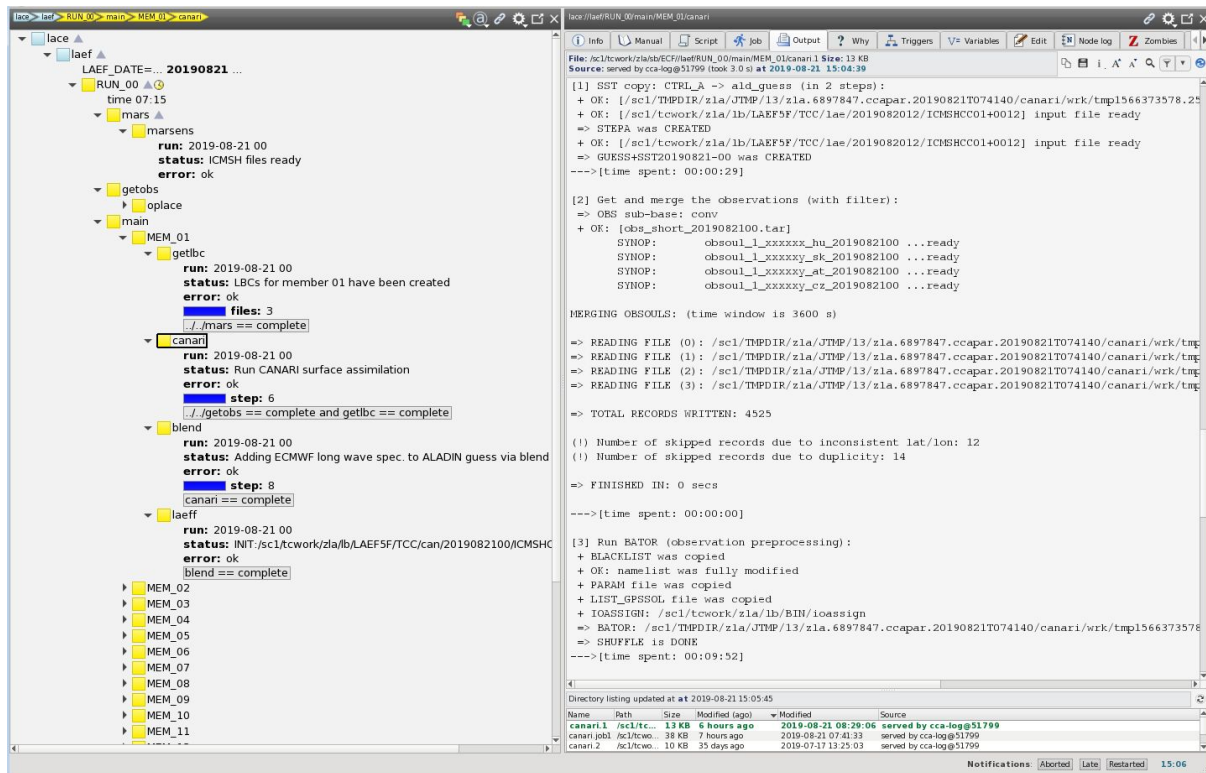 lace laef RUN_00 main MEM_01 canari
lace
laef
LAEF_DATE=... 20190821 ...
RUN_00
time 07:15
mars
marsens
run: 2019-08-21 00
status: ICMSH files ready
error: ok
getobs
oplace
main
MEM_01
getlbc
run: 2019-08-21 00
status: LBCs for member 01 have been created
error: ok
files: 3
../../mars == complete
canari
run: 2019-08-21 00
status: Run CANARI surface assimilation
error: ok
step: 6
../../getobs == complete and getlbc == complete
blend
run: 2019-08-21 00
status: Adding ECMWF long wave spec. to ALADIN guess via blend
error: ok
step: 8
canari == complete
laeff
run: 2019-08-21 00
status: INIT:/sc1/tcwork/zla/lb/LAEF5F/TCC/can/2019082100/ICMSHC
error: ok
blend == complete
MEM_02
MEM_03
MEM_04
MEM_05
MEM_06
MEM_07
MEM_08
MEM_09
MEM_10
MEM_11
lace://laef/RUN_00/main/MEM_01/canari
Info Manual Script Job Output Why Triggers Variables Edit Node log Zombies
File: /sc1/tcwork/zla/sb/ECF//laef/RUN_00/main/MEM_01/canari.1 Size: 13 KB
Source: served by cca-log@51799 (took 3.0 s) at 2019-08-21 15:04:39
[1] SST copy: CTRL_A -> ald_guess (in 2 steps):
+ OK: [/sc1/TMPDIR/zla/JTMP/13/zla.6897847.ccapar.20190821T074140/canari/wrk/tmp1566373578.25
+ OK: [/sc1/tcwork/zla/lb/LAEF5F/TCC/lae/2019082012/ICMSHCC01+0012] input file ready
=> STEPA was CREATED
+ OK: [/sc1/tcwork/zla/lb/LAEF5F/TCC/lae/2019082012/ICMSHCC01+0012] input file ready
=> GUESS+SST20190821-00 was CREATED
--->[time spent: 00:00:29]
[2] Get and merge the observations (with filter):
=> OBS sub-base: conv
+ OK: [obs_short_2019082100.tar]
SYNOP: obsoul_1_xxxxxx_hu_2019082100 ...ready
SYNOP: obsoul_1_xxxxxy_sk_2019082100 ...ready
SYNOP: obsoul_1_xxxxxy_at_2019082100 ...ready
SYNOP: obsoul_1_xxxxxy_cz_2019082100 ...ready
MERGING OBSOULS: (time window is 3600 s)
=> READING FILE (0): /sc1/TMPDIR/zla/JTMP/13/zla.6897847.ccapar.20190821T074140/canari/wrk/tmp
=> READING FILE (1): /sc1/TMPDIR/zla/JTMP/13/zla.6897847.ccapar.20190821T074140/canari/wrk/tmp
=> READING FILE (2): /sc1/TMPDIR/zla/JTMP/13/zla.6897847.ccapar.20190821T074140/canari/wrk/tmp
=> READING FILE (3): /sc1/TMPDIR/zla/JTMP/13/zla.6897847.ccapar.20190821T074140/canari/wrk/tmp
=> TOTAL RECORDS WRITTEN: 4525
(!) Number of skipped records due to inconsistent lat/lon: 12
(!) Number of skipped records due to duplicity: 14
=> FINISHED IN: 0 secs
--->[time spent: 00:00:00]
[3] Run BATOR (observation preprocessing):
+ BLACKLIST was copied
+ OK: namelist was fully modified
+ PARAM file was copied
+ LIST_GPSSOL file was copied
+ IOASSIGN: /sc1/tcwork/zla/lb/BIN/ioassign
=> BATOR: /sc1/TMPDIR/zla/JTMP/13/zla.6897847.ccapar.20190821T074140/canari/wrk/tmp1566373578
=> SHUFFLE is DONE
--->[time spent: 00:09:52]
Directory listing updated at at 2019-08-21 15:05:45
Name Path Size Modified (ago) Modified Source
canari.1 /sc1/tc... 13 KB 6 hours ago 2019-08-21 08:29:06 served by cca-log@51799
canari.job1 /sc1/tcwo... 38 KB 7 hours ago 2019-08-21 07:41:33 served by cca-log@51799
canari.2 /sc1/tcwo... 10 KB 35 days ago 2019-07-17 13:25:03 served by cca-log@51799
Notifications: Aborted Late Restarted 15:06